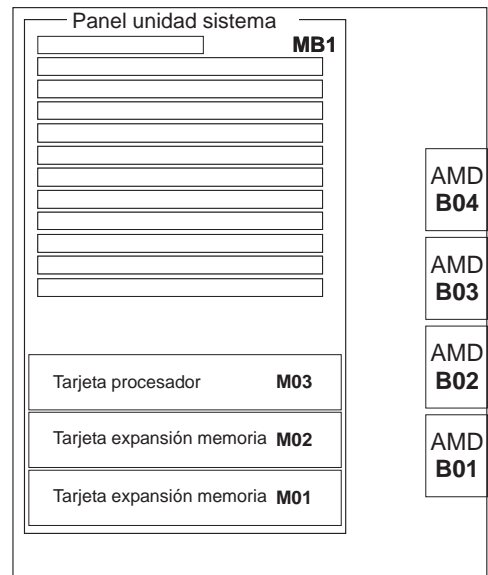 Panel unidad sistema
MB1
AMD
B04
AMD
B03
AMD
B02
AMD
B01
Tarjeta procesador M03
Tarjeta expansión memoria M02
Tarjeta expansión memoria M01